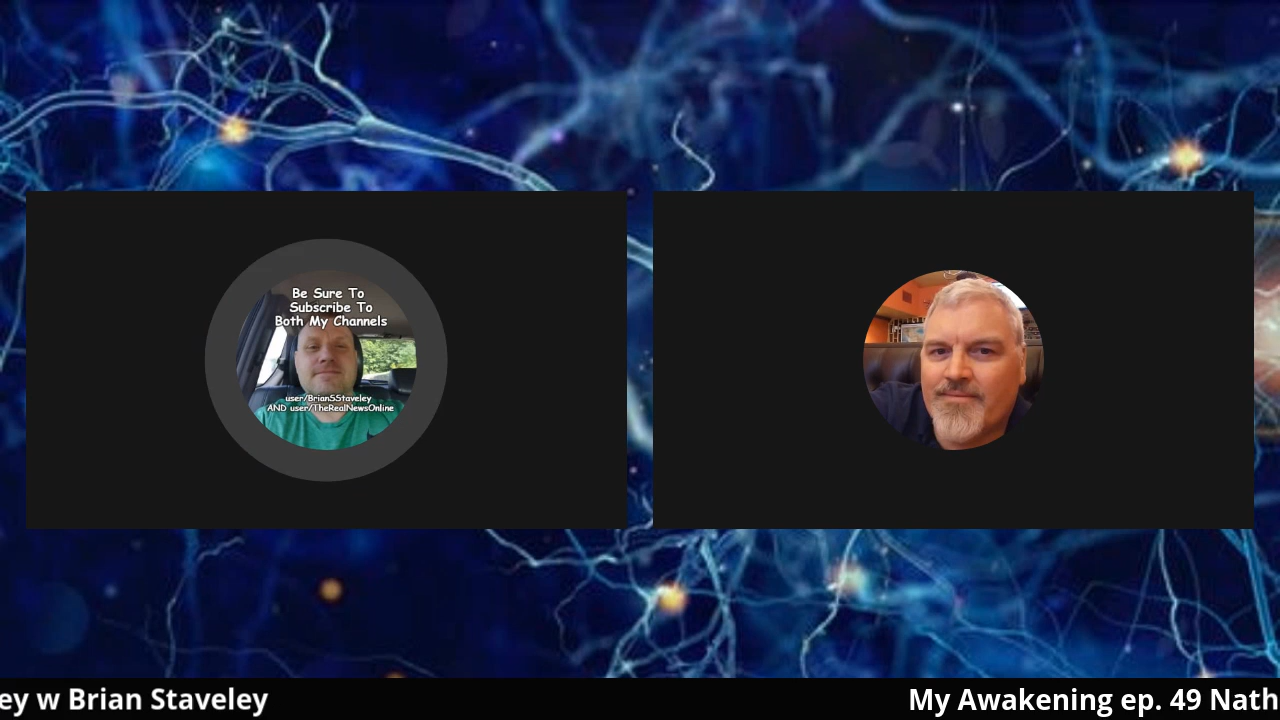 Be Sure To
Subscribe To
Both My Channels
user/BrianSStaveley
AND user/TheRealNewsOnline
ey w Brian Staveley
My Awakening ep. 49 Nath